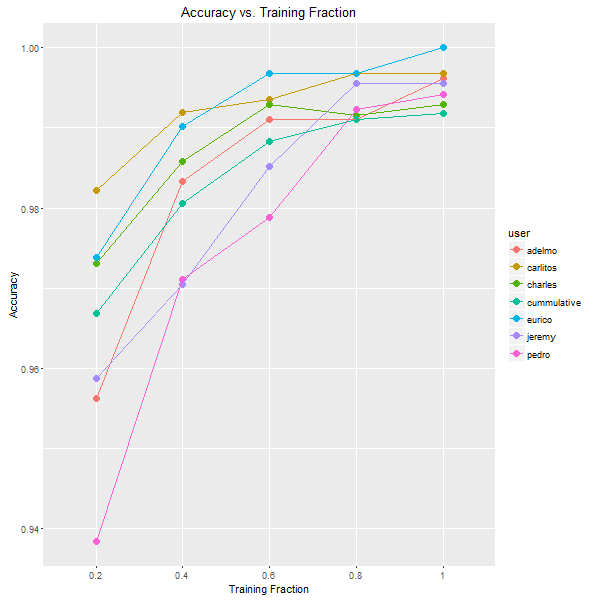 Accuracy vs. Training Fraction
1.00
0.98
0.96
0.94
Accuracy
0.2 0.4 0.6 0.8 1
Training Fraction
user
adelmo
carlitos
charles
cummulative
eurico
jeremy
pedro